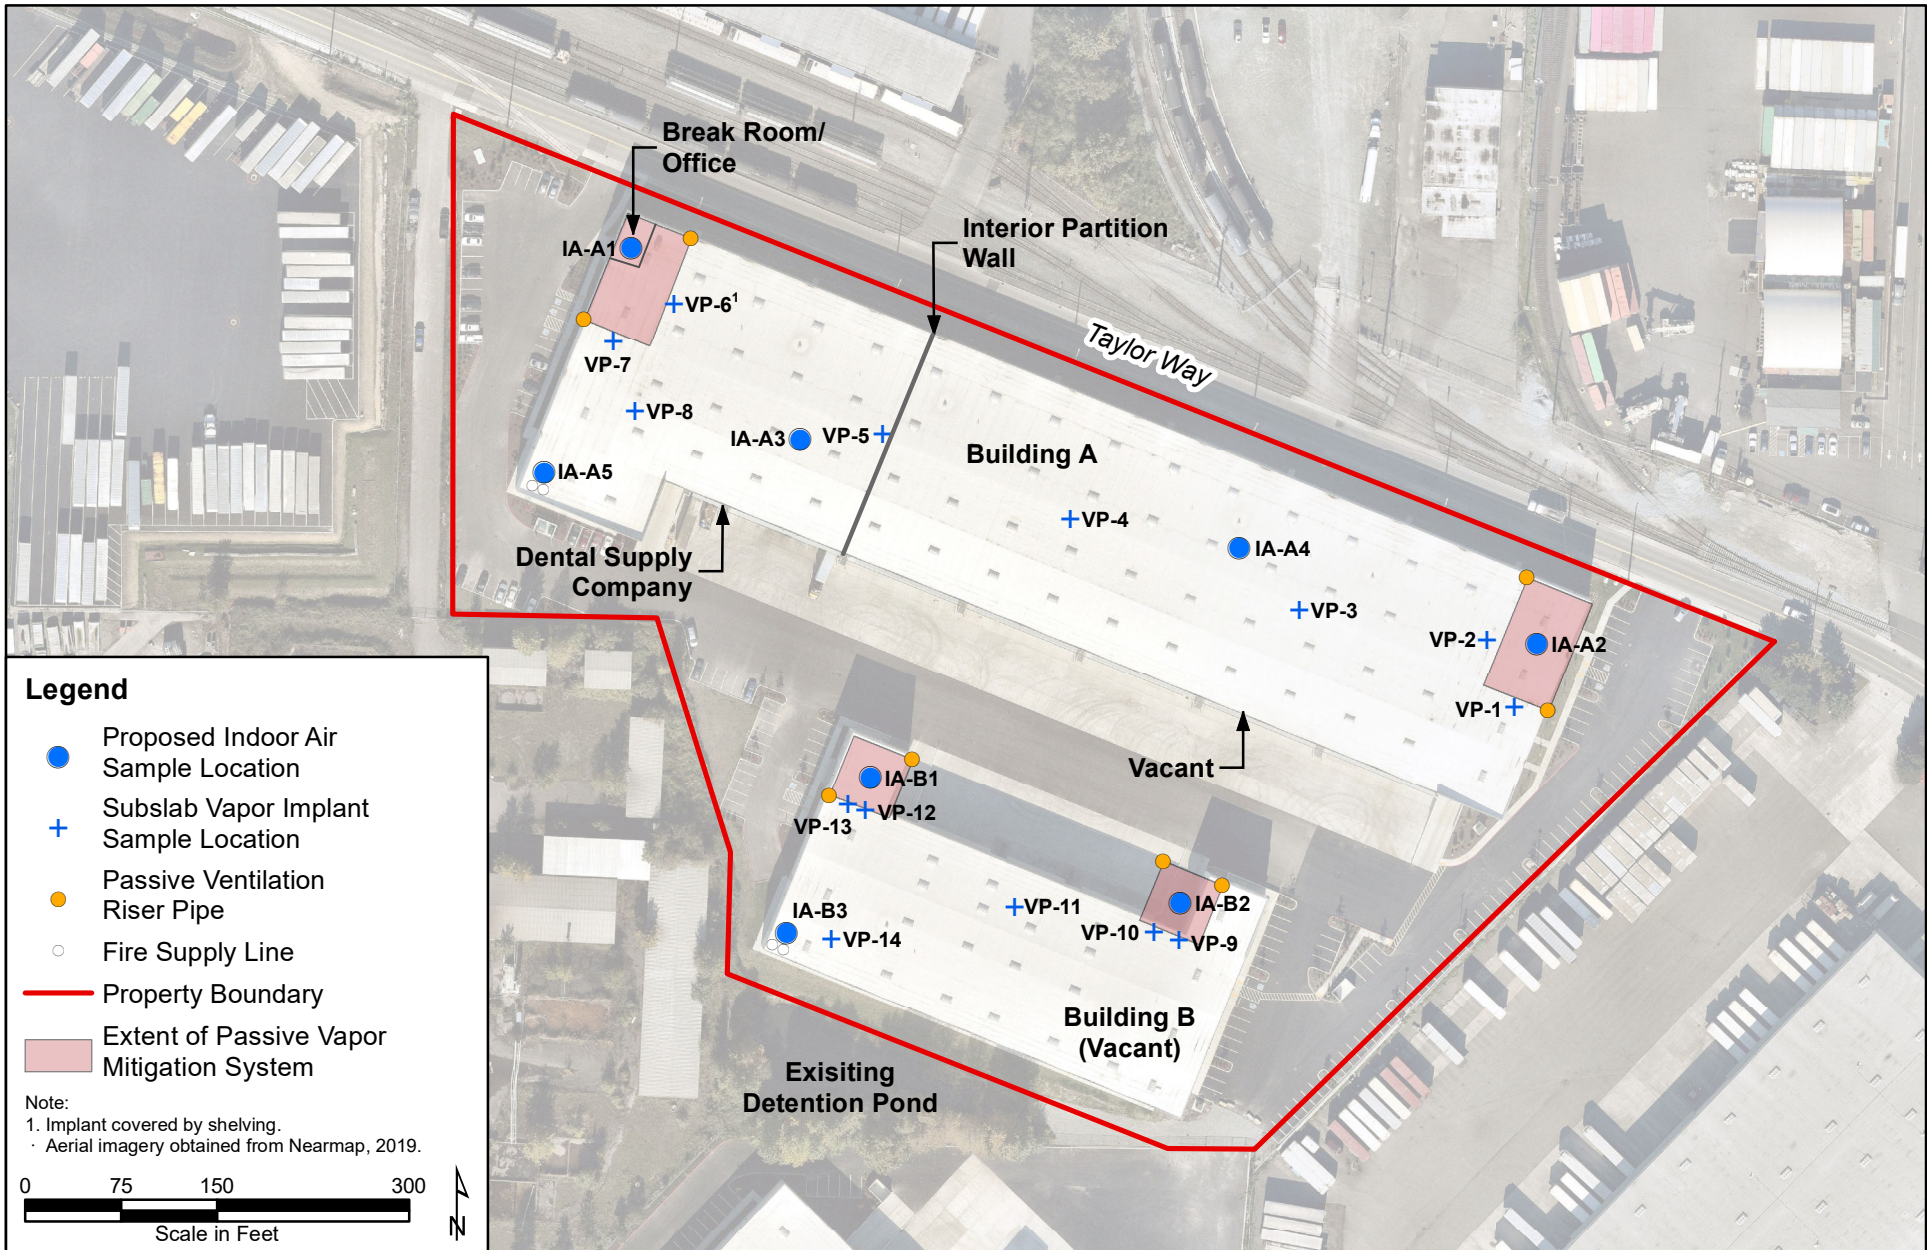 Break Room/
Office
Interior Partition
Wall
IA-A1
VP-6¹
Taylor Way
VP-7
VP-8
IA-A3
VP-5
Building A
IA-A5
VP-4
IA-A4
Dental Supply
Company
VP-3
VP-2
IA-A2
VP-1
Vacant
IA-B1
VP-13
VP-12
IA-B3
VP-14
VP-11
IA-B2
VP-10
VP-9
Building B
(Vacant)
Exisiting
Detention Pond
Legend
Proposed Indoor Air
Sample Location
Subslab Vapor Implant
Sample Location
Passive Ventilation
Riser Pipe
Fire Supply Line
Property Boundary
Extent of Passive Vapor
Mitigation System
Note:
1. Implant covered by shelving.
· Aerial imagery obtained from Nearmap, 2019.
0 75 150 300
Scale in Feet
N